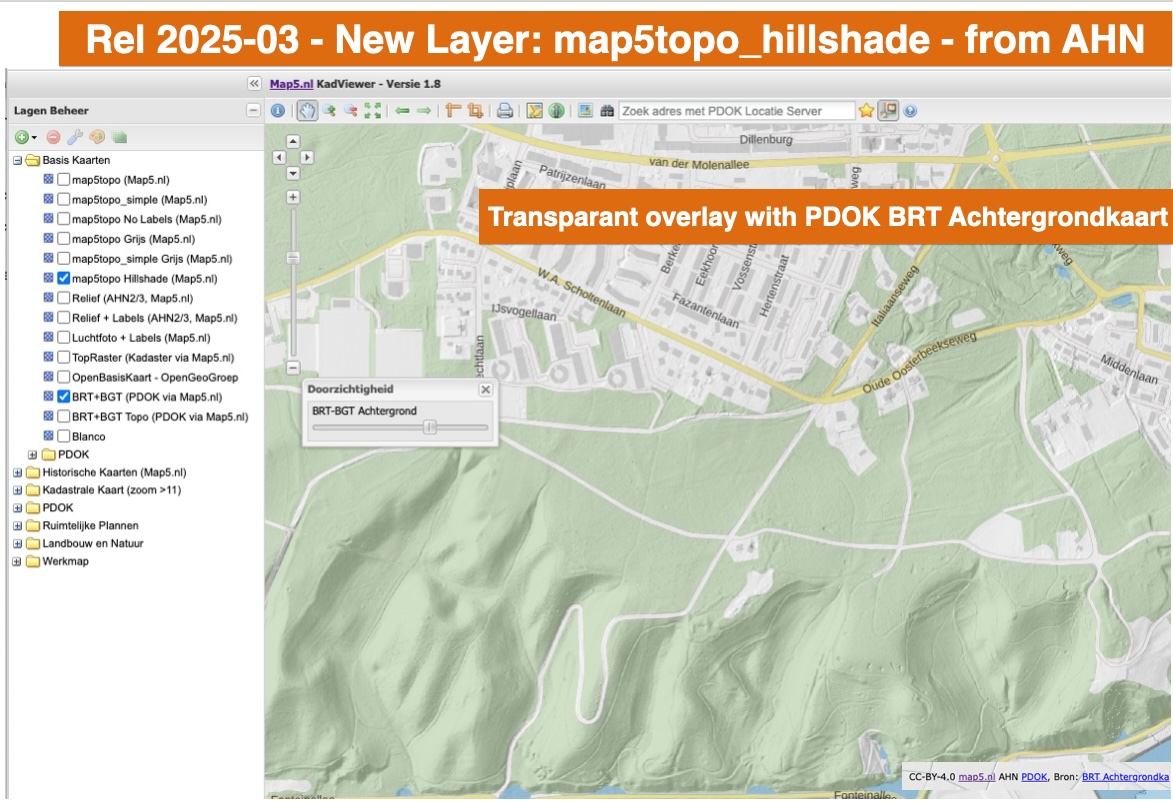 Rel 2025-03 - New Layer: map5topo_hillshade - from AHN
Map5.nl KadViewer - Versie 1.8
Lagen Beheer
Zoek adres met PDOK Locatie Server
Basis Kaarten
map5topo (Map5.nl)
map5topo_simple (Map5.nl)
map5topo No Labels (Map5.nl)
map5topo Grijs (Map5.nl)
map5topo_simple Grijs (Map5.nl)
map5topo Hillshade (Map5.nl)
Relief (AHN2/3, Map5.nl)
Relief + Labels (AHN2/3, Map5.nl)
Luchtfoto + Labels (Map5.nl)
TopRaster (Kadaster via Map5.nl)
OpenBasisKaart - OpenGeoGroep
BRT+BGT (PDOK via Map5.nl)
BRT+BGT Topo (PDOK via Map5.nl)
Blanco
PDOK
Historische Kaarten (Map5.nl)
Kadastrale Kaart (zoom >11)
PDOK
Ruimtelijke Plannen
Landbouw en Natuur
Werkmap
Dillenburg
van der Molenallee
plaan
Patrijzenlaan
weg
Transparant overlay with PDOK BRT Achtergrondkaart
Berke
Eekhoor
Vossenst
Hertenstraat
kweg
W.A. Scholtenlaan
Fazantenlaan
Italiaanseweg
IJsvogellaan
echtlaan
Oude Oosterbeekseweg
Middenlaan
Doorzichtigheid
BRT-BGT Achtergrond
CC-BY-4.0 map5.nl AHN PDOK, Bron: BRT Achtergrondka
Fonteinallee
Fonteinallee